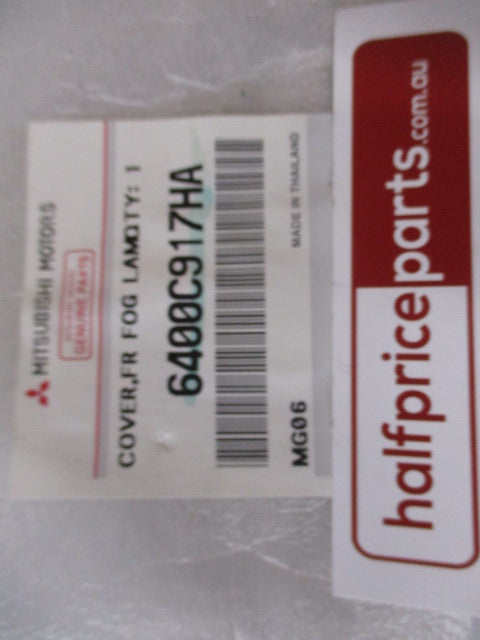 MITSUBISHI MOTORS
GENUINE PARTS
COVER,FR FOG LAMQTY: 1
6400C917HA
MADE IN THAILAND
MG06
halfpriceparts.com.au